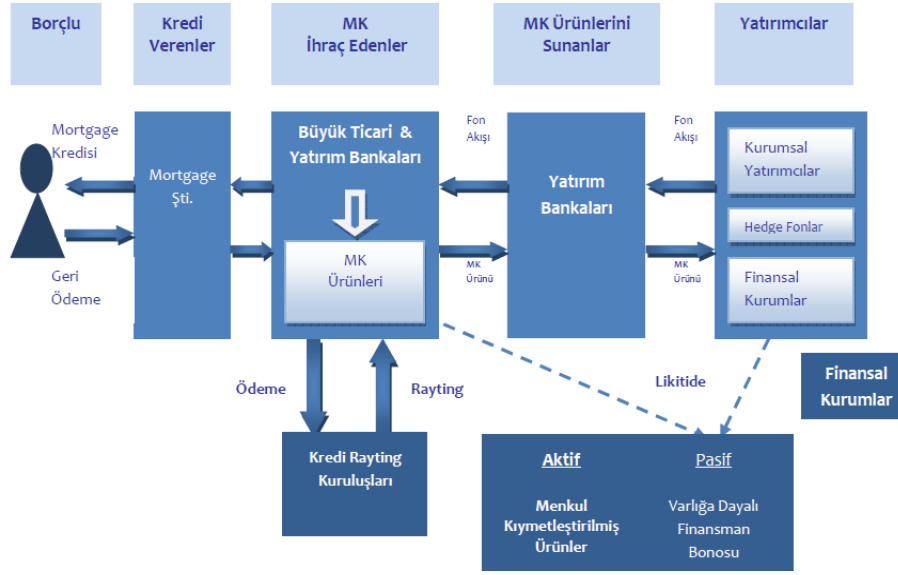 Borçlu
Kredi
Verenler
MK
İhraç Edenler
MK Ürünlerini
Sunanlar
Yatırımcılar
Mortgage
Kredisi
Geri
Ödeme
Mortgage
Şti.
Büyük Ticari &
Yatırım Bankaları
MK
Ürünleri
Fon
Akışı
MK
Ürünü
Yatırım
Bankaları
Fon
Akışı
MK
Ürünü
Kurumsal
Yatırımcılar
Hedge Fonlar
Finansal
Kurumlar
Ödeme
Rayting
Likitide
Finansal
Kurumlar
Kredi Rayting
Kuruluşları
Aktif
Menkul
Kıymetleştirilmiş
Ürünler
Pasif
Varlığa Dayalı
Finansman
Bonosu